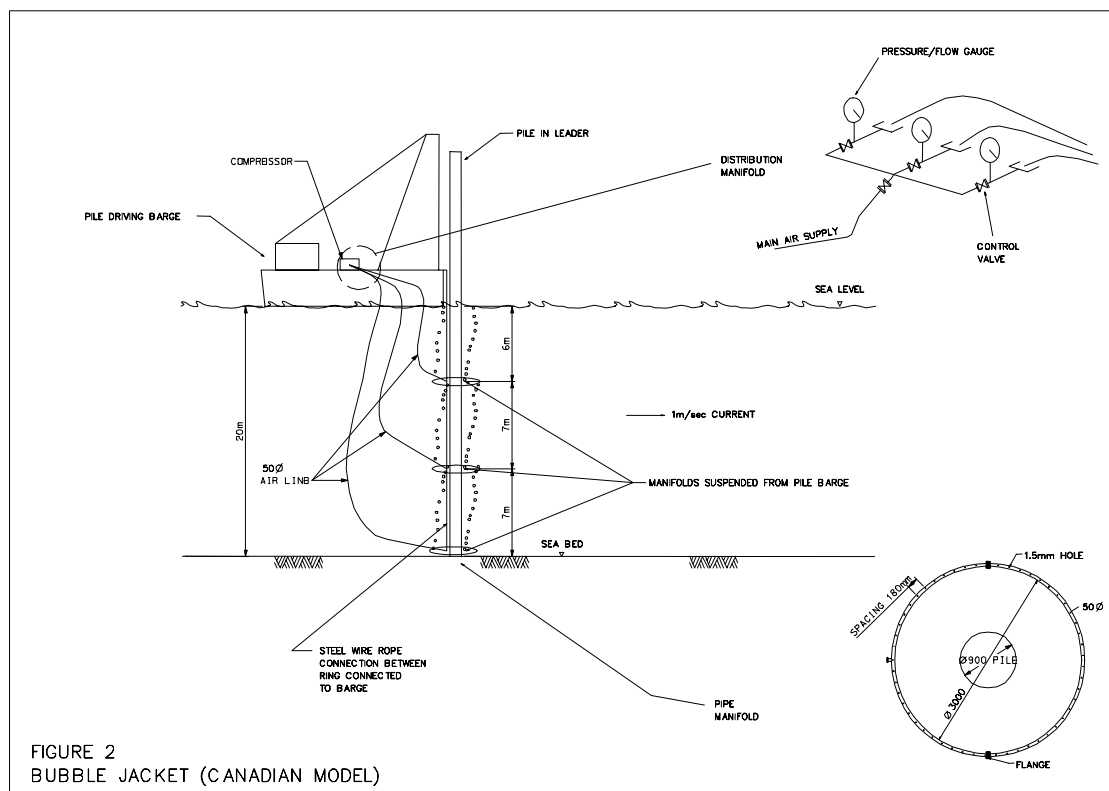 PRESSURE/FLOW GAUGE
PILE IN LEADER
COMPRBSSOR
DISTRIBUTION
MANIFOLD
PILE DRIVING BARGE
MAIN AIR SUPPLY
CONTROL
VALVE
SEA LEVEL
6m
20m
7m
1m/sec CURRENT
50Ø
AIR LINB
MANIFOLDS SUSPENDED FROM PILE BARGE
7m
SEA BED
1.5mm HOLE
SPACING 180mm
50Ø
Ø900 PILE
Ø 3000
STEEL WIRE ROPE
CONNECTION BETWEEN
RING CONNECTED
TO BARGE
PIPE
MANIFOLD
FLANGE
FIGURE 2
BUBBLE JACKET (CANADIAN MODEL)